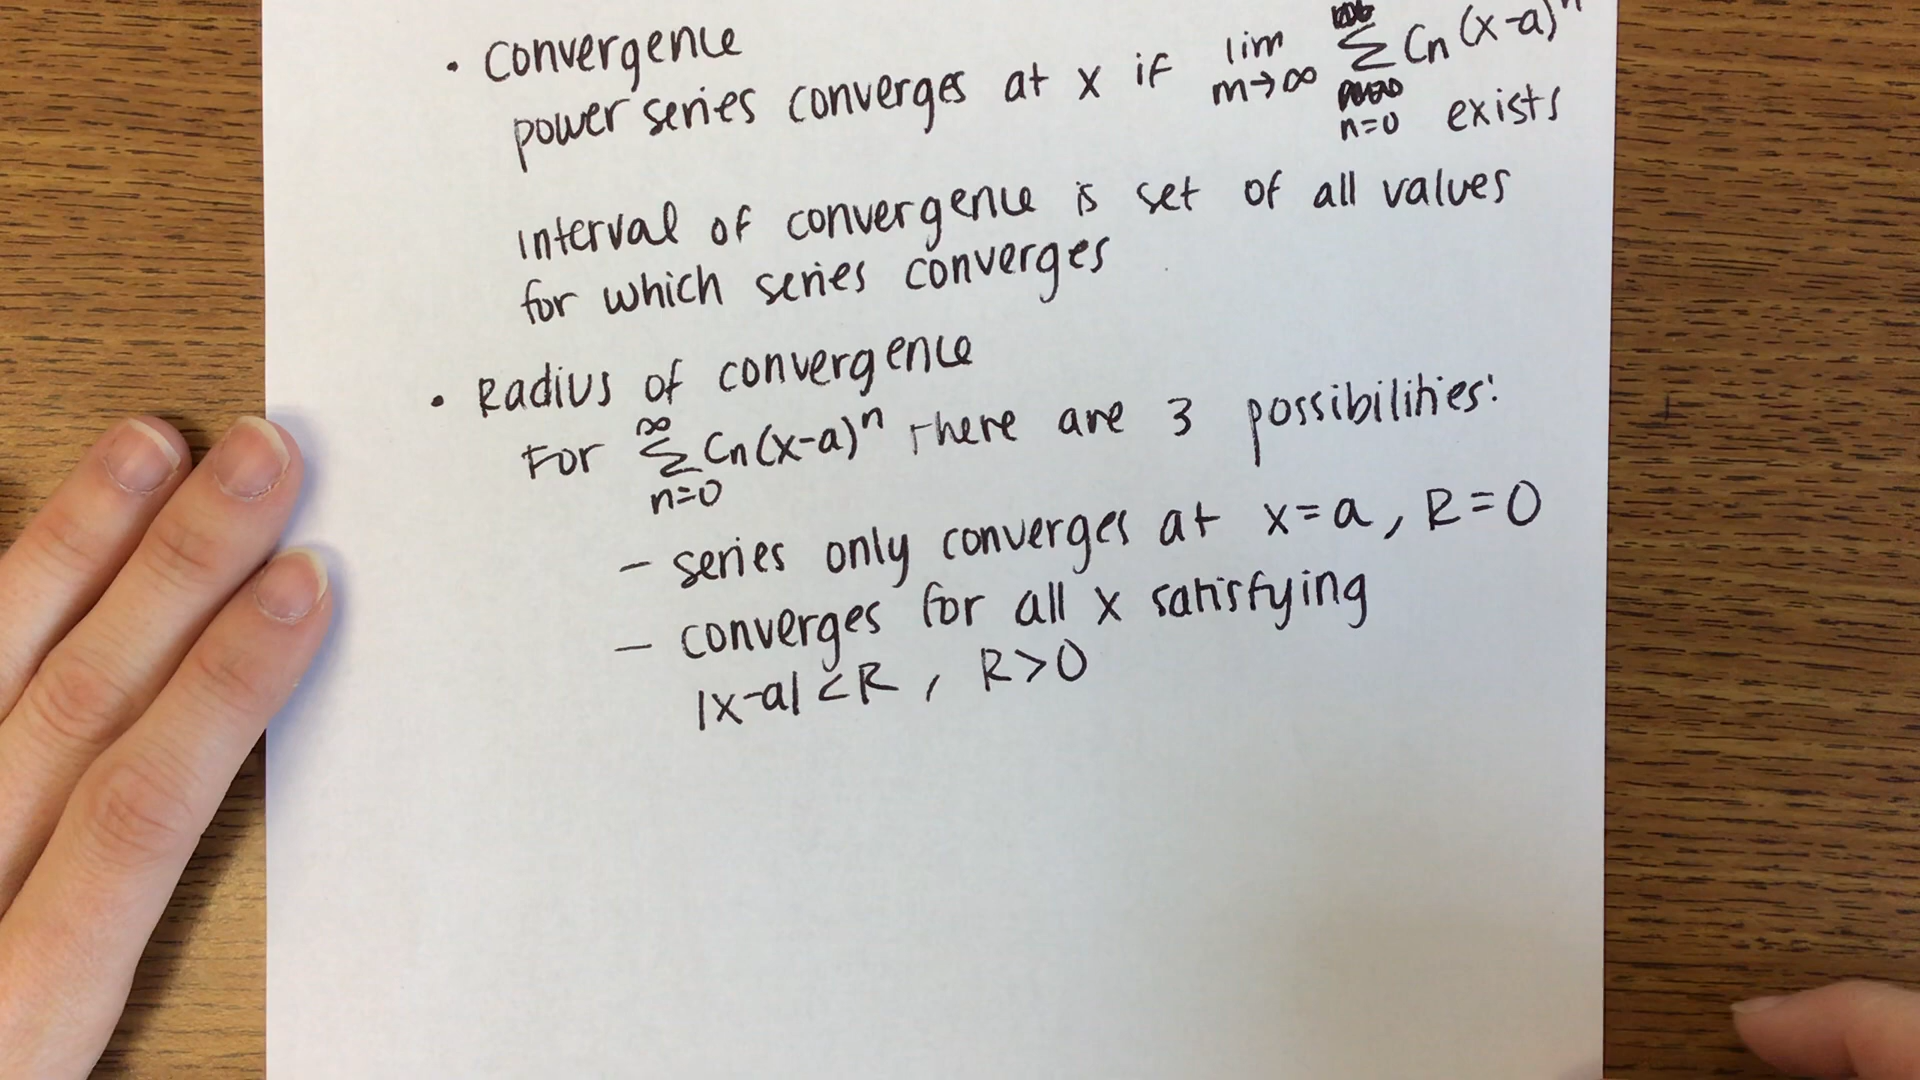 • Convergence
power series converges at x if lim m→∞ Σ n=0 Cn(x-a)^n exists
interval of convergence is set of all values
for which series converges
• Radius of convergence
For ∞ Σ n=0 Cn(x-a)^n there are 3 possibilities:
– series only converges at x=a, R=0
– converges for all x satisfying
|x-a|<R, R>0